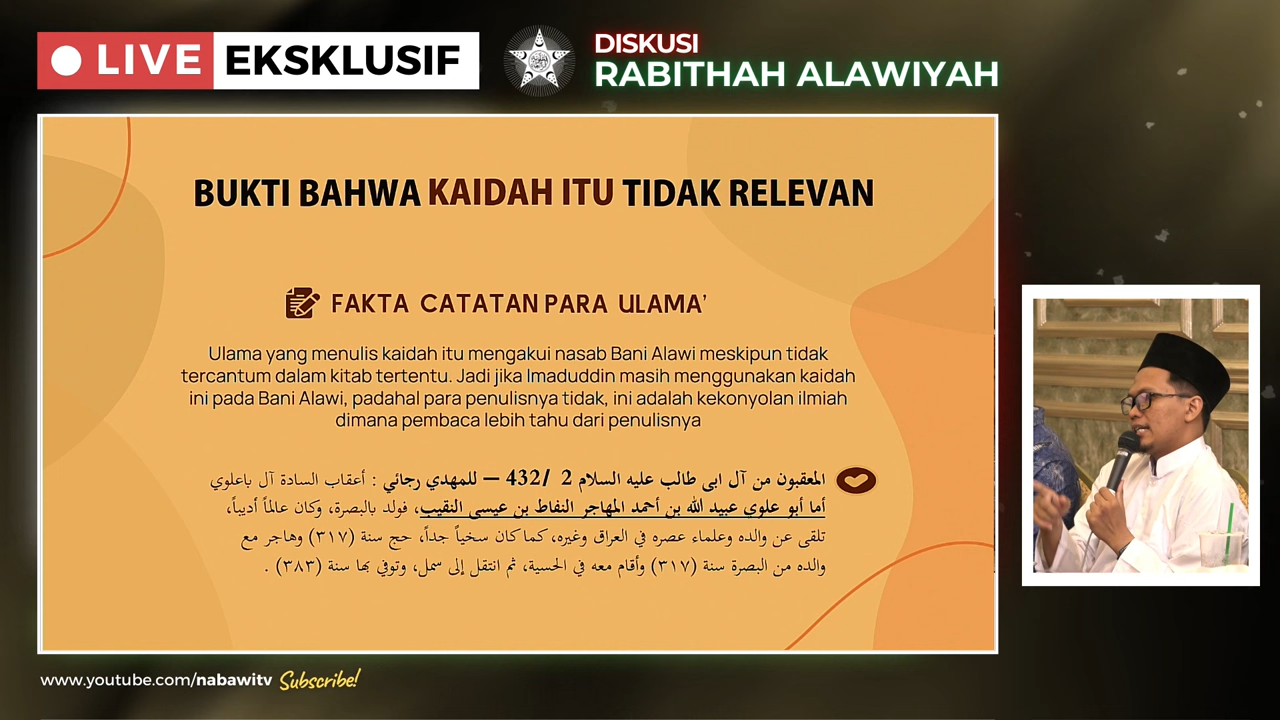 LIVE EKSKLUSIF
DISKUSI
RABITHAH ALAWIYAH
BUKTI BAHWA KAIDAH ITU TIDAK RELEVAN
FAKTA CATATAN PARA ULAMA'
Ulama yang menulis kaidah itu mengakui nasab Bani Alawi meskipun tidak
tercantum dalam kitab tertentu. Jadi jika Imaduddin masih menggunakan kaidah
ini pada Bani Alawi, padahal para penulisnya tidak, ini adalah kekonyolan ilmiah
dimana pembaca lebih tahu dari penulisnya
المعقبون من آل ابى طالب عليه السلام 2 /432 – للمهدي رجائي : أعقاب السادة آل باعلوي
أما أبو علوي عبيد الله بن أحمد المهاجر النفاط بن عيسى النقيب، فولد بالبصرة، وكان عالماً أديباً،
تلقى عن والده وعلماء عصره في العراق وغيره، كما كان سخياً جداً، حج سنة (٣١٧) وهاجر مع
والده من البصرة سنة (٣١٧) وأقام معه في الحسية، ثم انتقل إلى سمل، وتوفي بها سنة (٣٨٣) .
www.youtube.com/nabawitv Subscribe!